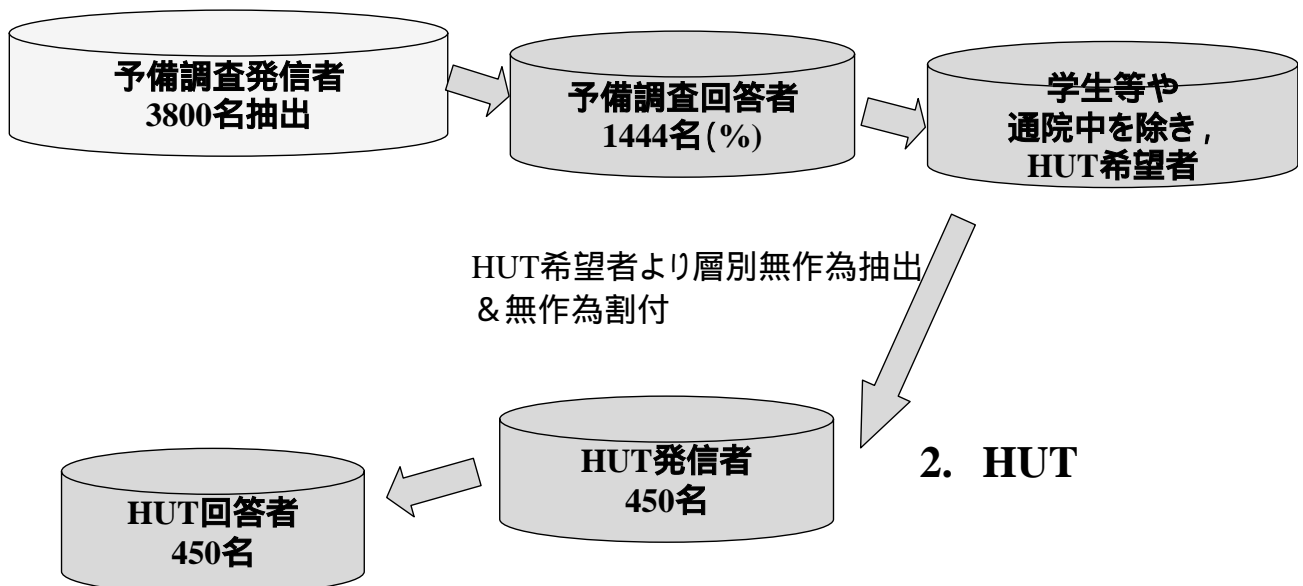 予備調査発信者
3800名抽出
予備調査回答者
1444名(%)
学生等や
通院中を除き,
HUT希望者
HUT希望者より層別無作為抽出
&無作為割付
HUT発信者
450名
2. HUT
HUT回答者
450名